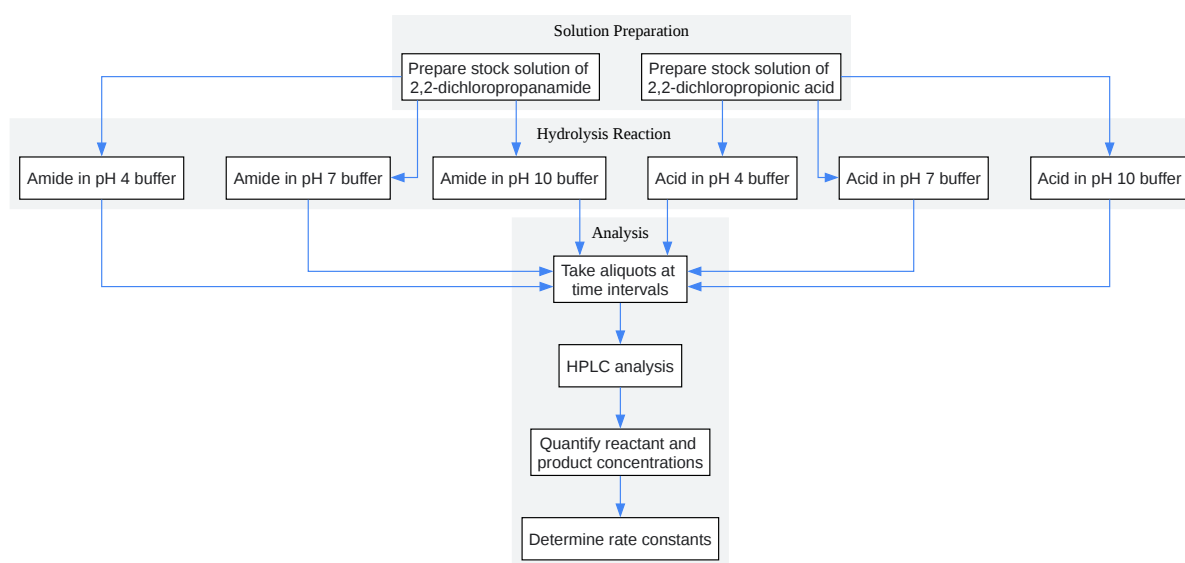 Solution Preparation
Prepare stock solution of
2,2-dichloropropanamide
Prepare stock solution of
2,2-dichloropropionic acid
Hydrolysis Reaction
Amide in pH 4 buffer
Amide in pH 7 buffer
Amide in pH 10 buffer
Acid in pH 4 buffer
Acid in pH 7 buffer
Acid in pH 10 buffer
Analysis
Take aliquots at
time intervals
HPLC analysis
Quantify reactant and
product concentrations
Determine rate constants